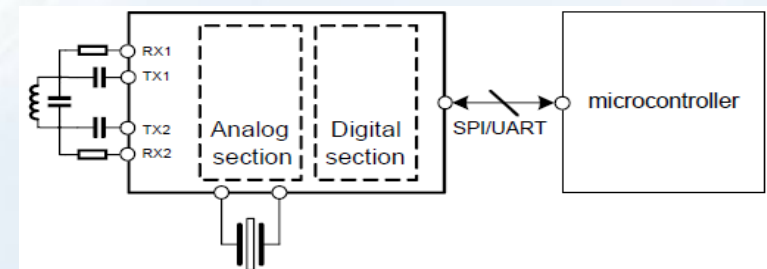 RX1
TX1
TX2
RX2
Analog
section
Digital
section
SPI/UART
microcontroller